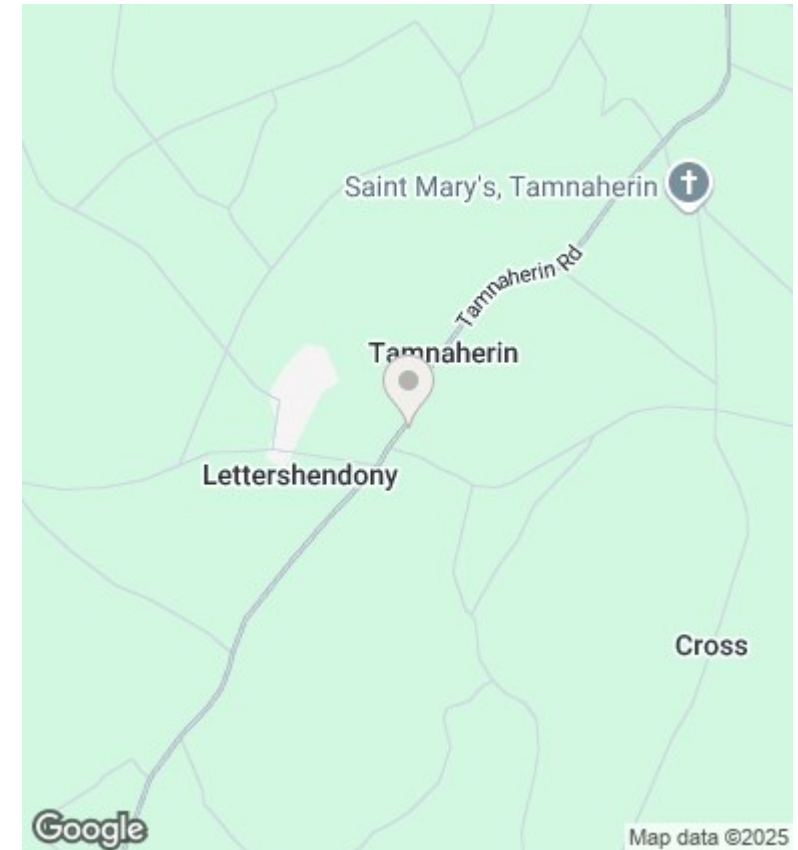 Saint Mary's, Tamnaherin
Tamnaherin Rd
Tamnaherin
Lettershendony
Cross
Google
Map data ©2025